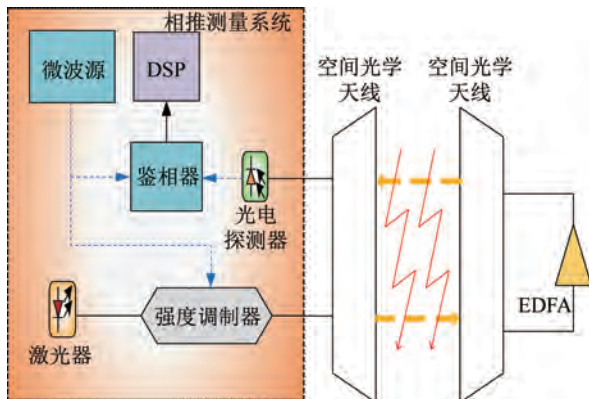 相推测量系统
微波源
DSP
空间光学
天线
空间光学
天线
鉴相器
光电
探测器
EDFA
强度调制器
激光器